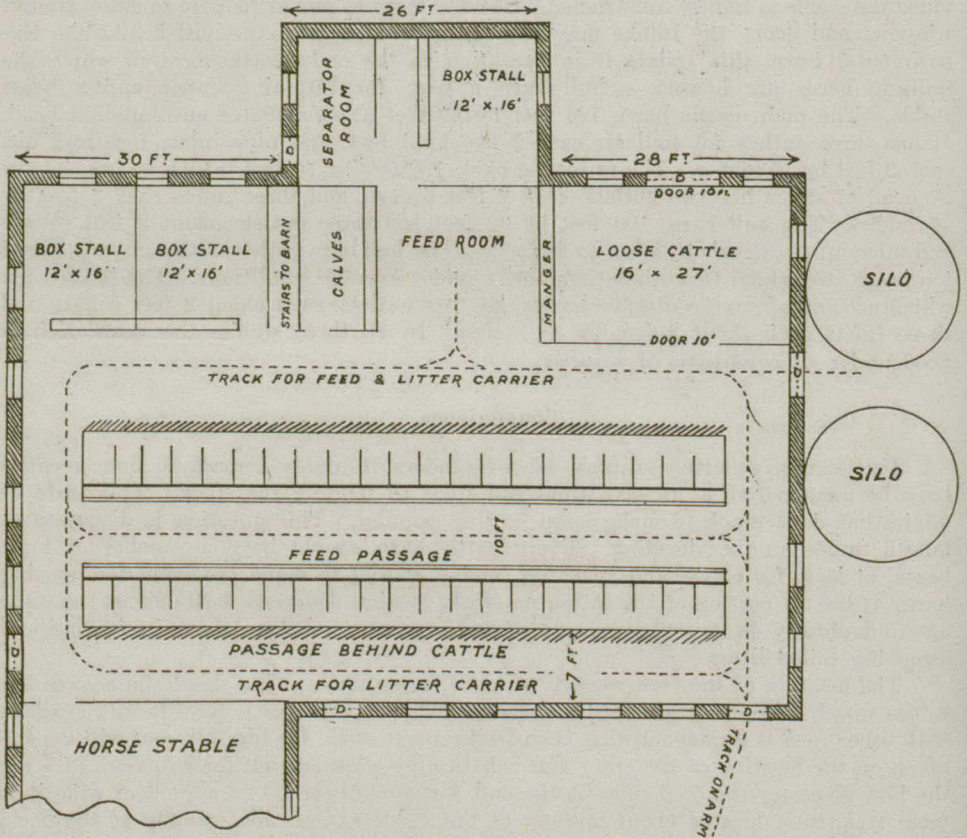 26 FT
SEPARATOR
ROOM
BOX STALL
12' x 16'
D
30 FT
28 FT
D
DOOR 10 FT
BOX STALL
12' x 16'
BOX STALL
12' x 16'
STAIRS TO BARN
CALVES
FEED ROOM
MANGER
LOOSE CATTLE
16' x 27'
SILO
DOOR 10'
D
TRACK FOR FEED & LITTER CARRIER
SILO
10 FT
FEED PASSAGE
D
PASSAGE BEHIND CATTLE
7 FT
TRACK FOR LITTER CARRIER
D
D
HORSE STABLE
TRACK ON ARM